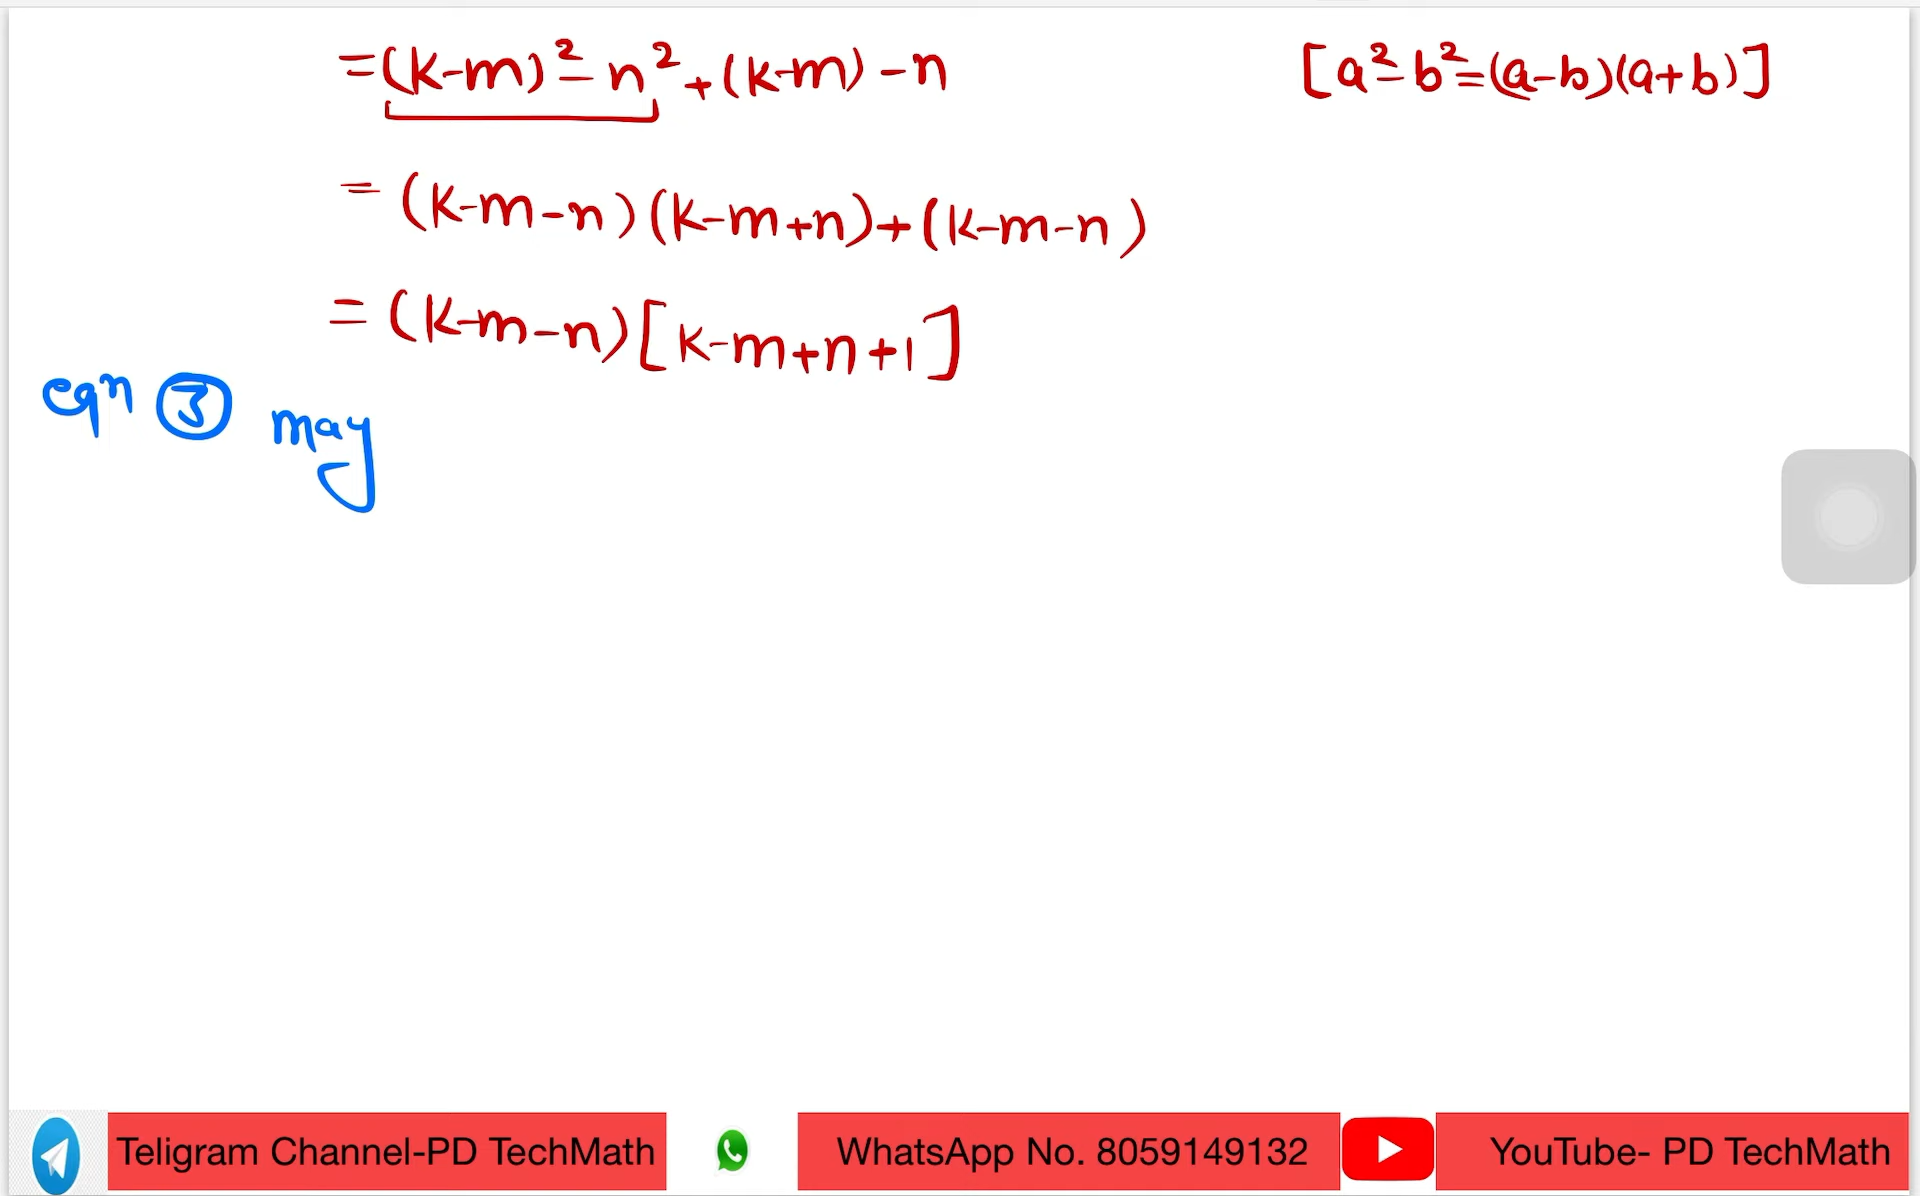 =(k-m)²-n²+(k-m)-n [a²-b²=(a-b)(a+b)]
=(k-m-n)(k-m+n)+(k-m-n)
=(k-m-n)[k-m+n+1]
eqn ③ may
Teligram Channel-PD TechMath WhatsApp No. 8059149132 YouTube- PD TechMath